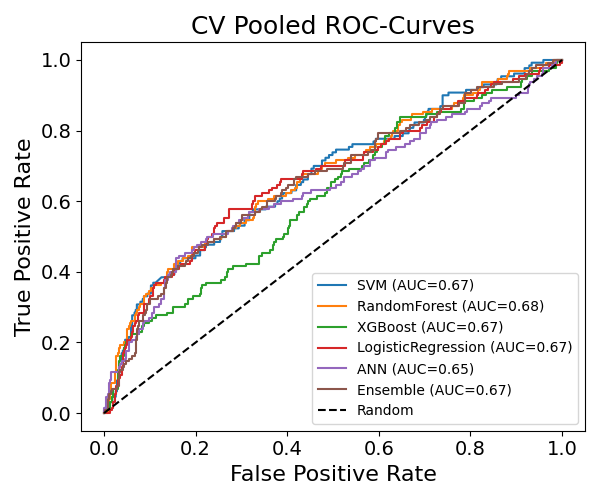 CV Pooled ROC-Curves
True Positive Rate
1.0
0.8
0.6
0.4
0.2
0.0
SVM (AUC=0.67)
RandomForest (AUC=0.68)
XGBoost (AUC=0.67)
LogisticRegression (AUC=0.67)
ANN (AUC=0.65)
Ensemble (AUC=0.67)
Random
0.0 0.2 0.4 0.6 0.8 1.0
False Positive Rate